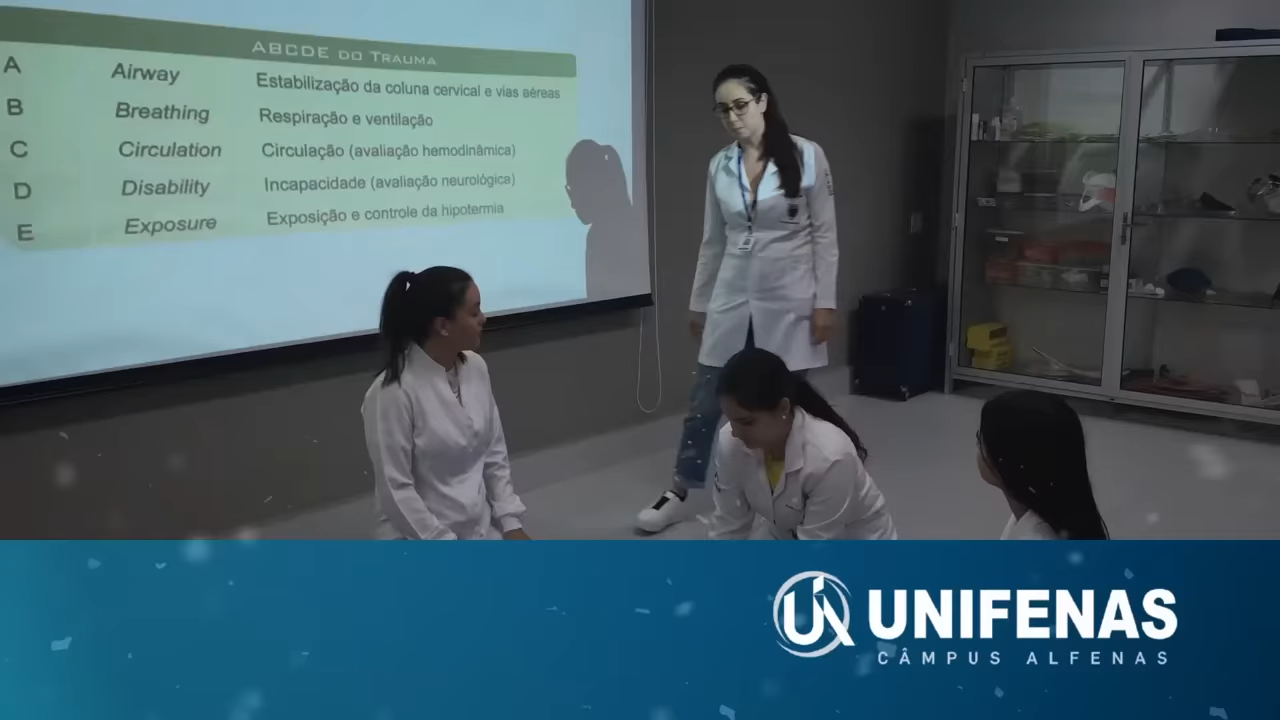 ABCDE DO TRAUMA
A Airway Estabilização da coluna cervical e vias aéreas
B Breathing Respiração e ventilação
C Circulation Circulação (avaliação hemodinâmica)
D Disability Incapacidade (avaliação neurológica)
E Exposure Exposição e controle da hipotermia
UNIFENAS
CÂMPUS ALFENAS